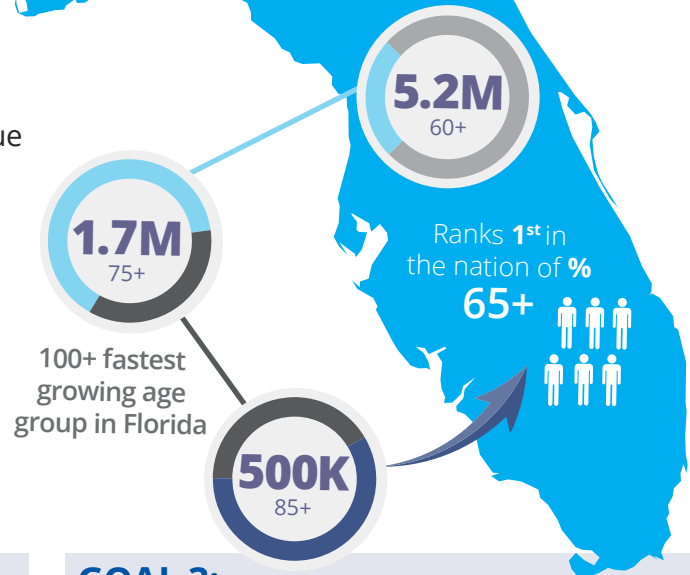 5.2M
60+
ue
1.7M
75+
Ranks 1st in
the nation of %
65+
100+ fastest
growing age
group in Florida
500K
85+